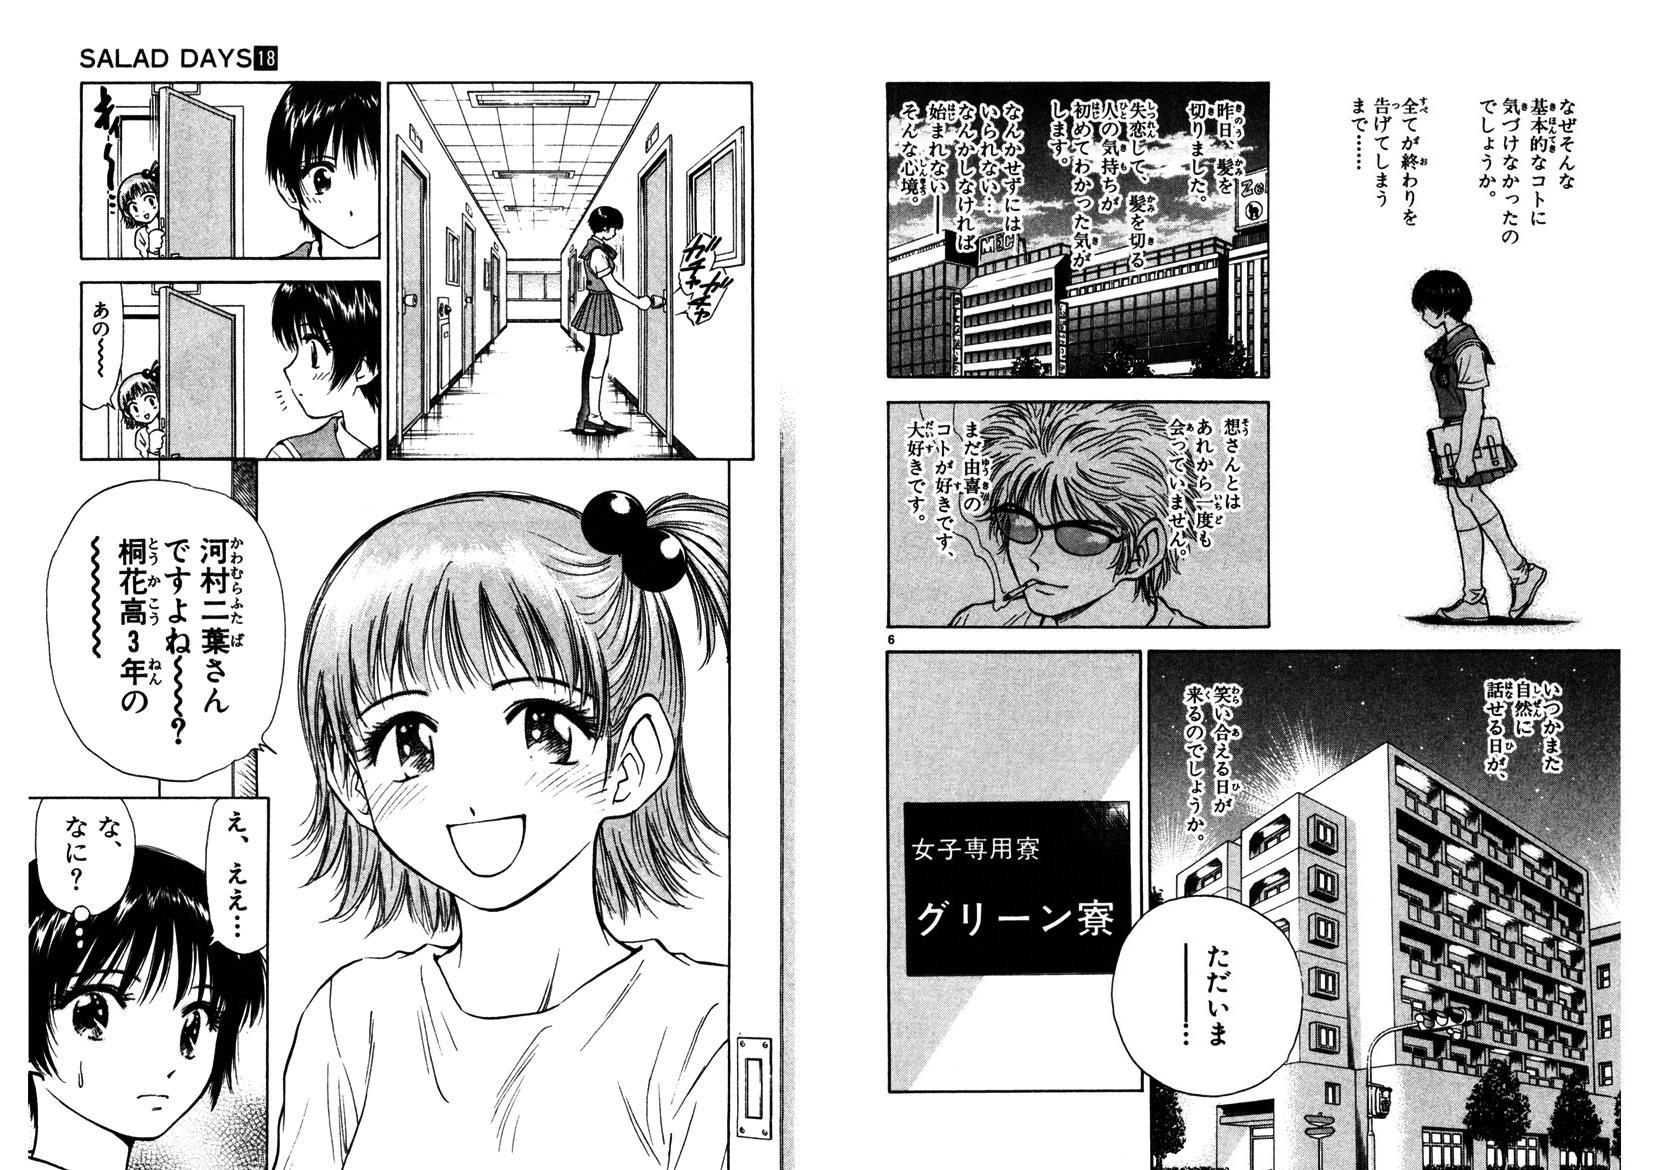 なぜそんな
基本的なコトに
気づけなかったの
でしょうか。
全てが終わりを
告げてしまう
まで……
昨日、髪を
切りました。
失恋して、髪を切る
人の気持ちが
初めてわかった気が
します。
なんかせずには
いられない…
なんかしなければ
始まれない
そんな心境。
想さんとは
あれから一度も
会っていません。
まだ由喜の
コトが好きです、
大好きです。
6
いつかまた
自然に
話せる日が、
笑い合える日が
来るのでしょうか。
女子専用寮
グリーン寮
ただいま
───…
SALAD DAYS 18
ガチャ
ガチャ
あの〜〜〜
河村二葉さん
ですよね〜〜〜?
桐花高3年の
〜〜〜〜〜
え、ええ…
な、
なに?